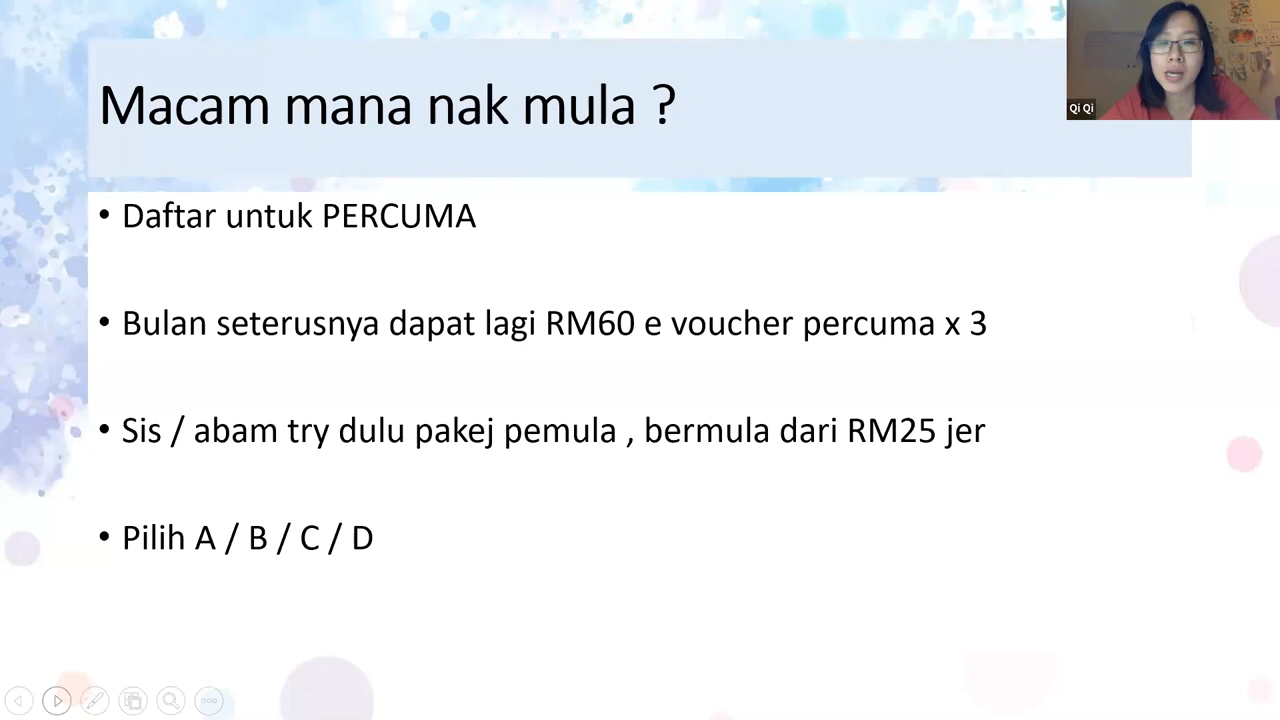 Macam mana nak mula ?
Qi Qi
• Daftar untuk PERCUMA
• Bulan seterusnya dapat lagi RM60 e voucher percuma x 3
• Sis / abam try dulu pakej pemula , bermula dari RM25 jer
• Pilih A / B / C / D